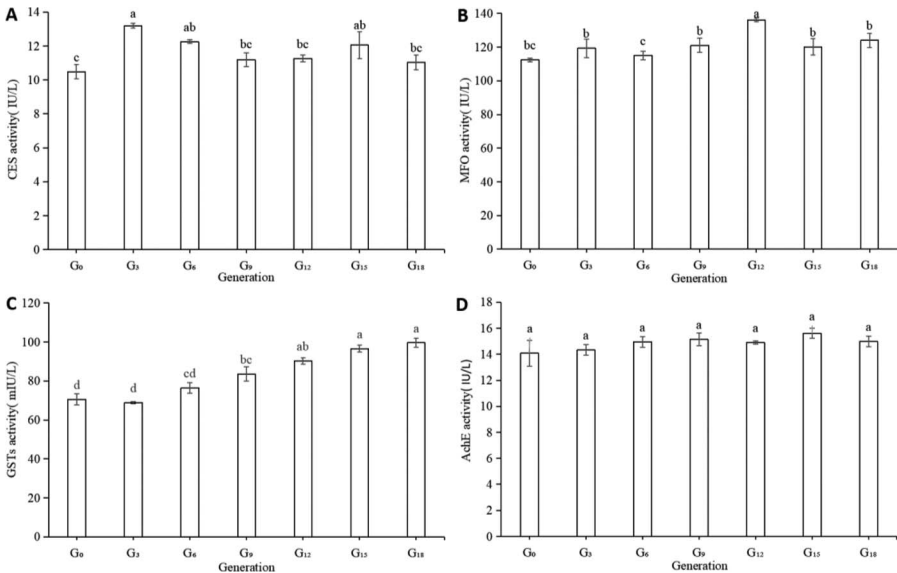 A
CES activity( IU/L)
14
12
10
8
6
4
2
0
c
a
ab
bc
bc
ab
bc
G₀ G₃ G₆ G₉ G₁₂ G₁₅ G₁₈
Generation
B
MFO activity( IU/L)
140
120
100
80
60
40
20
0
bc
b
c
b
a
b
b
G₀ G₃ G₆ G₉ G₁₂ G₁₅ G₁₈
Generation
C
GSTs activity( mIU/L)
120
100
80
60
40
20
0
d
d
cd
bc
ab
a
a
G₀ G₃ G₆ G₉ G₁₂ G₁₅ G₁₈
Generation
D
AchE activity( IU/L)
18
16
14
12
10
8
6
4
2
0
a
a
a
a
a
a
a
G₀ G₃ G₆ G₉ G₁₂ G₁₅ G₁₈
Generation